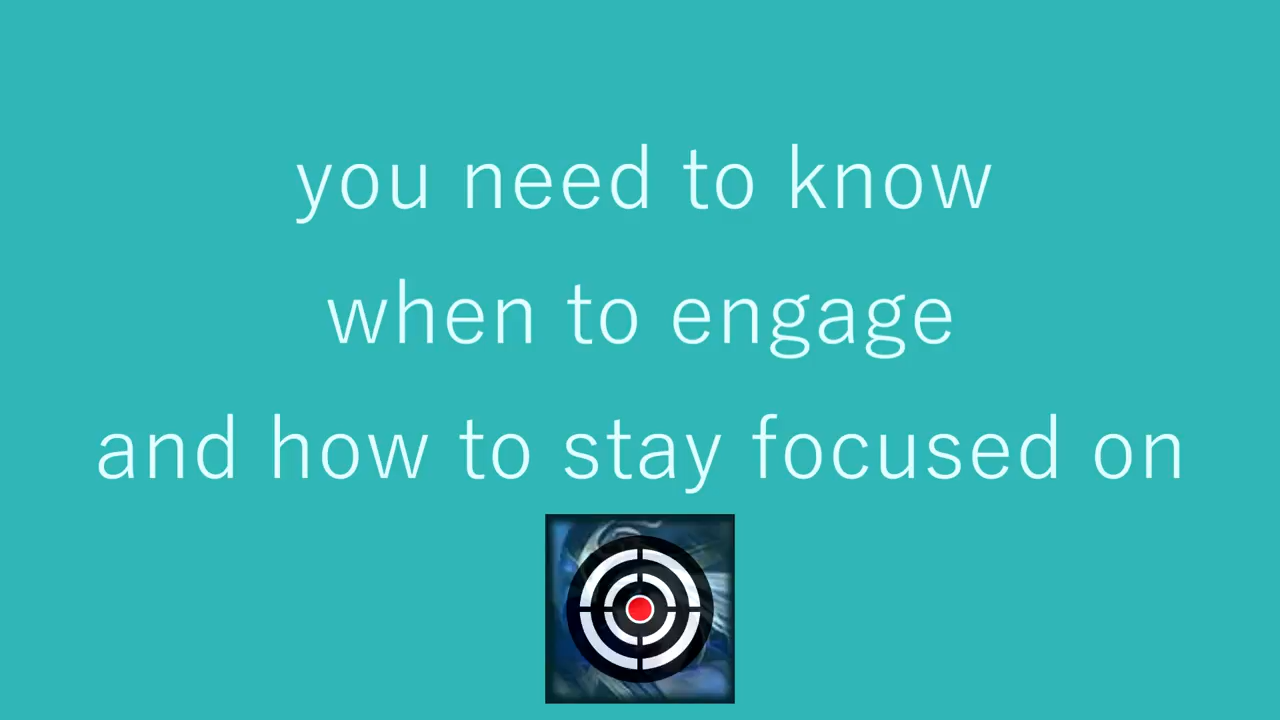 you need to know
when to engage
and how to stay focused on